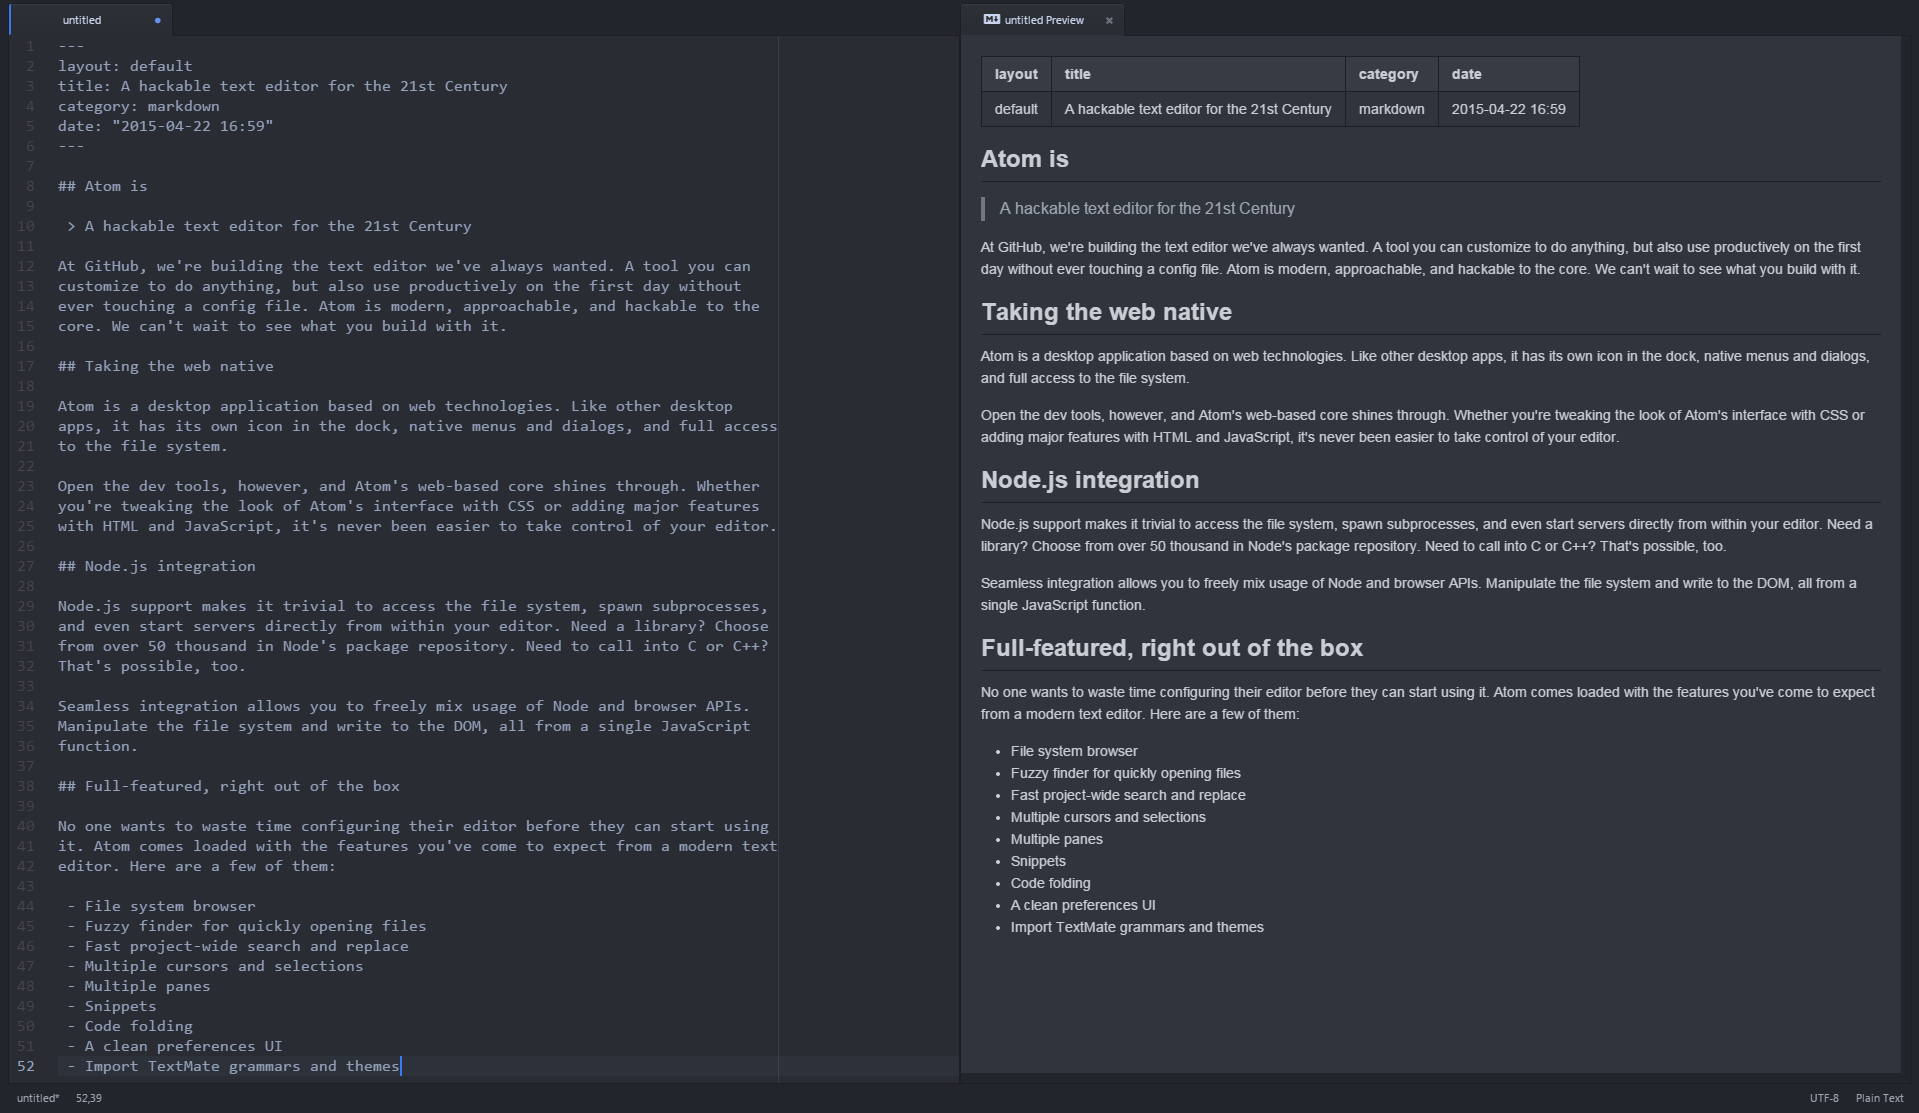 untitled
1 ---
2 layout: default
3 title: A hackable text editor for the 21st Century
4 category: markdown
5 date: "2015-04-22 16:59"
6 ---
7
8 ## Atom is
9
10  > A hackable text editor for the 21st Century
11
12 At GitHub, we're building the text editor we've always wanted. A tool you can
13 customize to do anything, but also use productively on the first day without
14 ever touching a config file. Atom is modern, approachable, and hackable to the
15 core. We can't wait to see what you build with it.
16
17 ## Taking the web native
18
19 Atom is a desktop application based on web technologies. Like other desktop
20 apps, it has its own icon in the dock, native menus and dialogs, and full access
21 to the file system.
22
23 Open the dev tools, however, and Atom's web-based core shines through. Whether
24 you're tweaking the look of Atom's interface with CSS or adding major features
25 with HTML and JavaScript, it's never been easier to take control of your editor.
26
27 ## Node.js integration
28
29 Node.js support makes it trivial to access the file system, spawn subprocesses,
30 and even start servers directly from within your editor. Need a library? Choose
31 from over 50 thousand in Node's package repository. Need to call into C or C++?
32 That's possible, too.
33
34 Seamless integration allows you to freely mix usage of Node and browser APIs.
35 Manipulate the file system and write to the DOM, all from a single JavaScript
36 function.
37
38 ## Full-featured, right out of the box
39
40 No one wants to waste time configuring their editor before they can start using
41 it. Atom comes loaded with the features you've come to expect from a modern text
42 editor. Here are a few of them:
43
44  - File system browser
45  - Fuzzy finder for quickly opening files
46  - Fast project-wide search and replace
47  - Multiple cursors and selections
48  - Multiple panes
49  - Snippets
50  - Code folding
51  - A clean preferences UI
52  - Import TextMate grammars and themes
untitled Preview ×
layout title category date
default A hackable text editor for the 21st Century markdown 2015-04-22 16:59
Atom is
A hackable text editor for the 21st Century
At GitHub, we're building the text editor we've always wanted. A tool you can customize to do anything, but also use productively on the first
day without ever touching a config file. Atom is modern, approachable, and hackable to the core. We can't wait to see what you build with it.
Taking the web native
Atom is a desktop application based on web technologies. Like other desktop apps, it has its own icon in the dock, native menus and dialogs,
and full access to the file system.
Open the dev tools, however, and Atom's web-based core shines through. Whether you're tweaking the look of Atom's interface with CSS or
adding major features with HTML and JavaScript, it's never been easier to take control of your editor.
Node.js integration
Node.js support makes it trivial to access the file system, spawn subprocesses, and even start servers directly from within your editor. Need a
library? Choose from over 50 thousand in Node's package repository. Need to call into C or C++? That's possible, too.
Seamless integration allows you to freely mix usage of Node and browser APIs. Manipulate the file system and write to the DOM, all from a
single JavaScript function.
Full-featured, right out of the box
No one wants to waste time configuring their editor before they can start using it. Atom comes loaded with the features you've come to expect
from a modern text editor. Here are a few of them:
• File system browser
• Fuzzy finder for quickly opening files
• Fast project-wide search and replace
• Multiple cursors and selections
• Multiple panes
• Snippets
• Code folding
• A clean preferences UI
• Import TextMate grammars and themes
untitled* 52,39 UTF-8 Plain Text